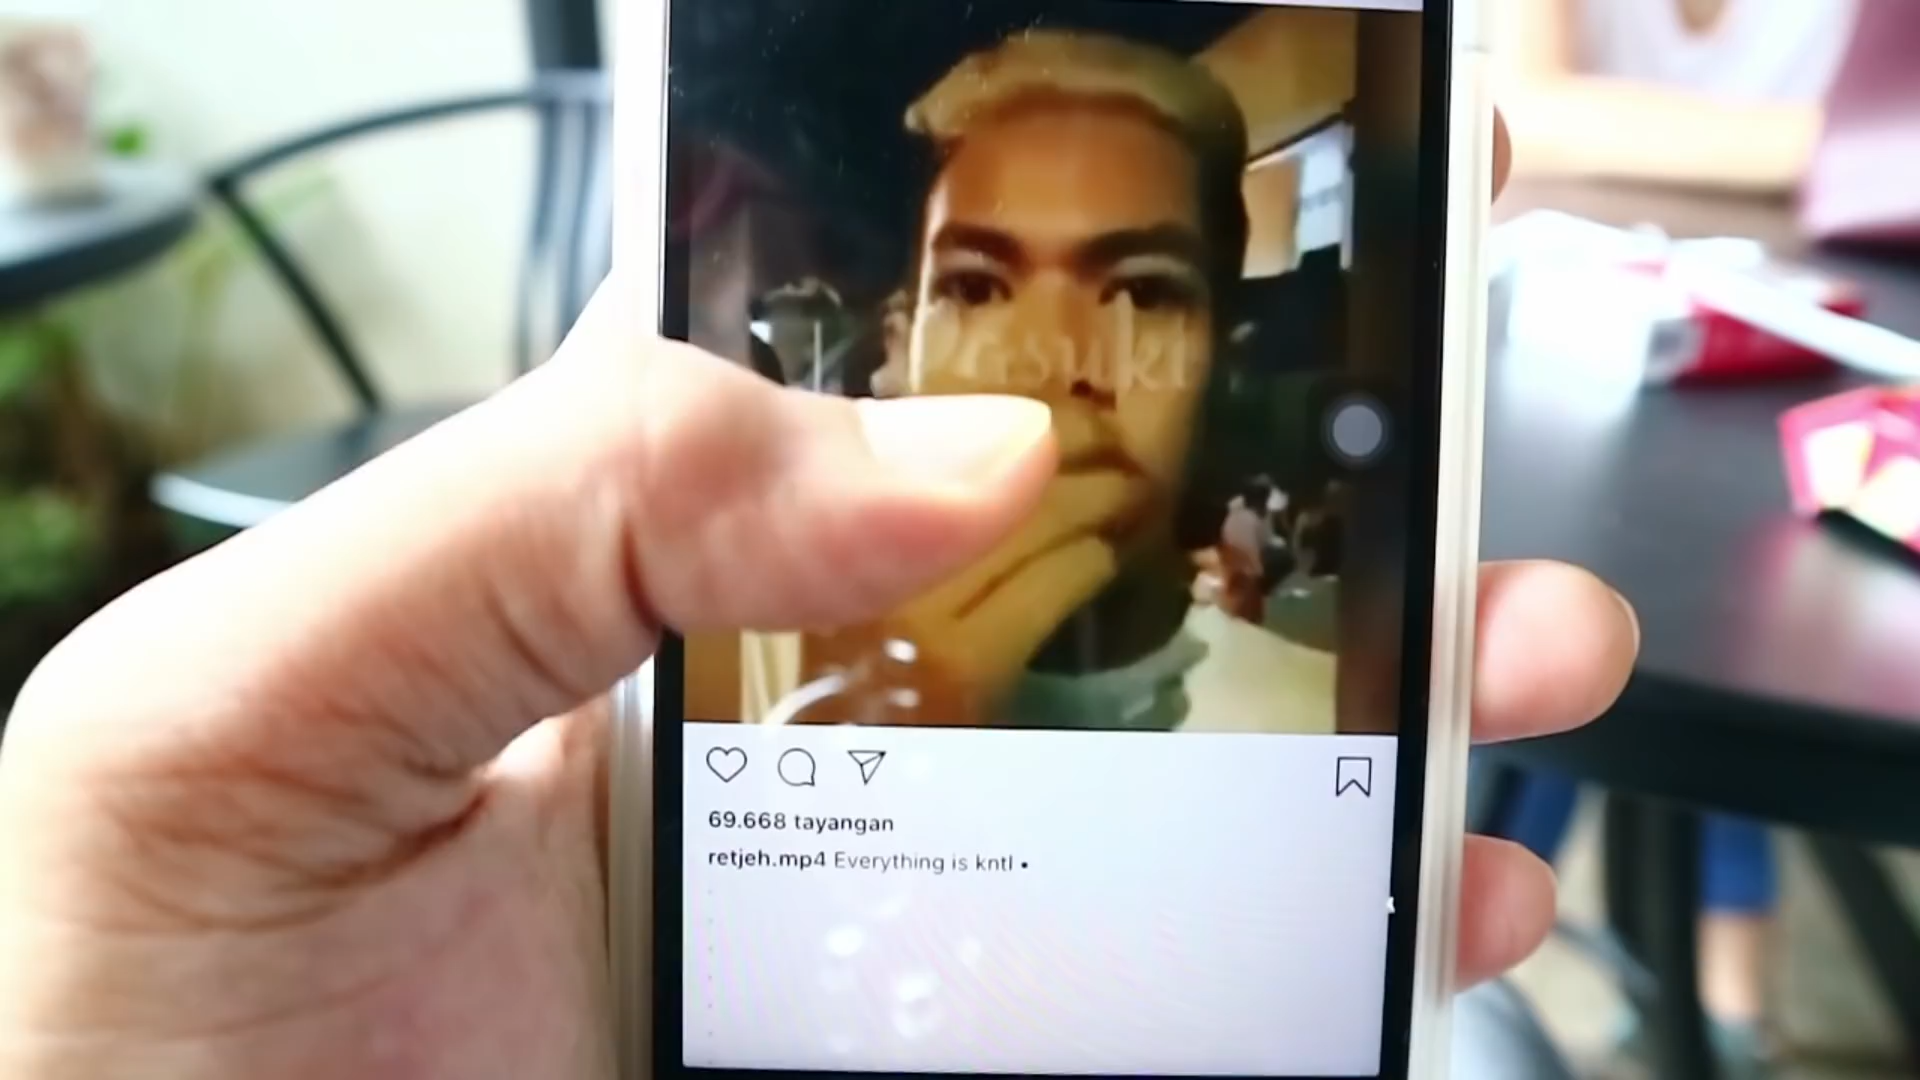 69.668 tayangan
retjeh.mp4 Everything is kntl •